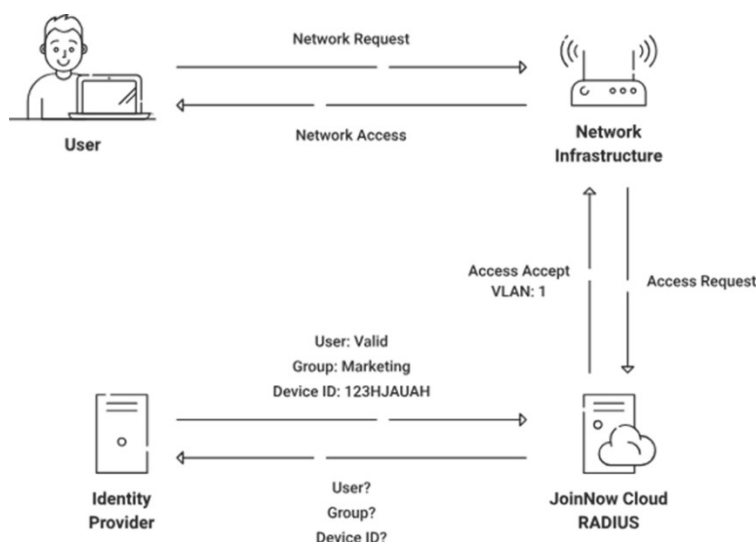 Network Request
Network Access
User
Network
Infrastructure
Access Accept
VLAN: 1
Access Request
User: Valid
Group: Marketing
Device ID: 123HJAUAH
Identity
Provider
User?
Group?
Device ID?
JoinNow Cloud
RADIUS